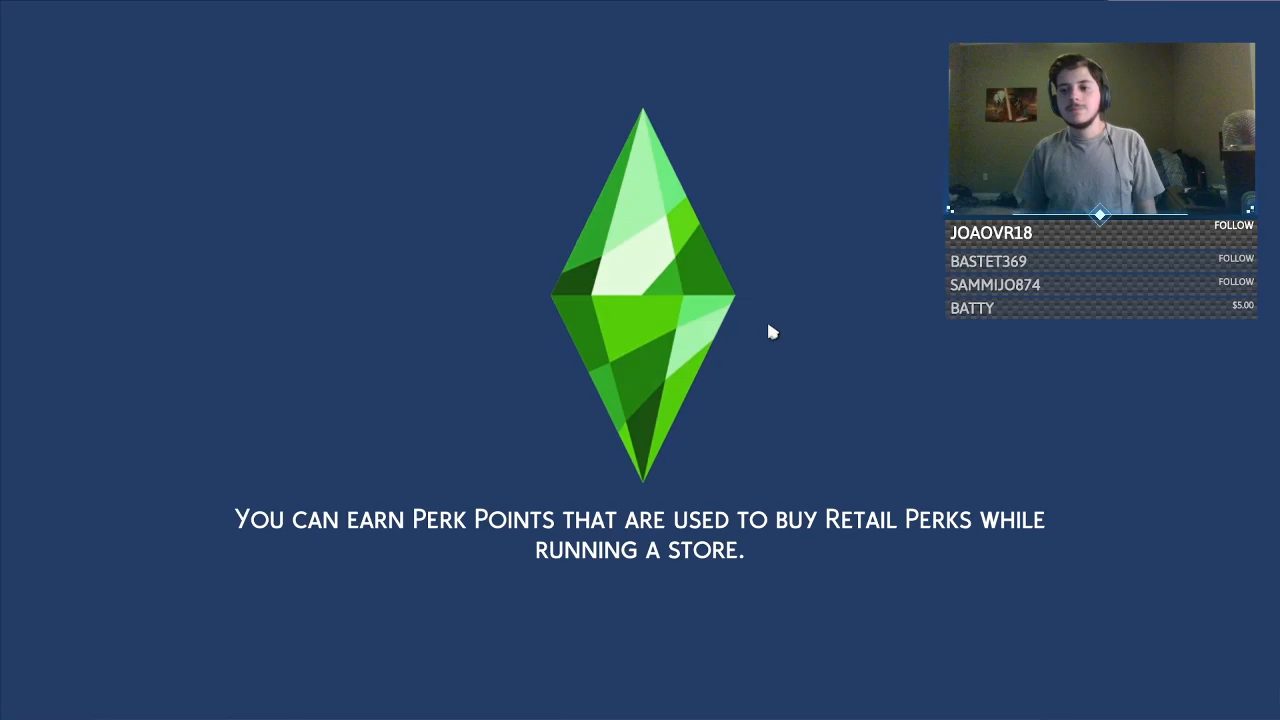 JOAOVR18 FOLLOW
BASTET369 FOLLOW
SAMMIJO874 FOLLOW
BATTY $5.00
YOU CAN EARN PERK POINTS THAT ARE USED TO BUY RETAIL PERKS WHILE
RUNNING A STORE.